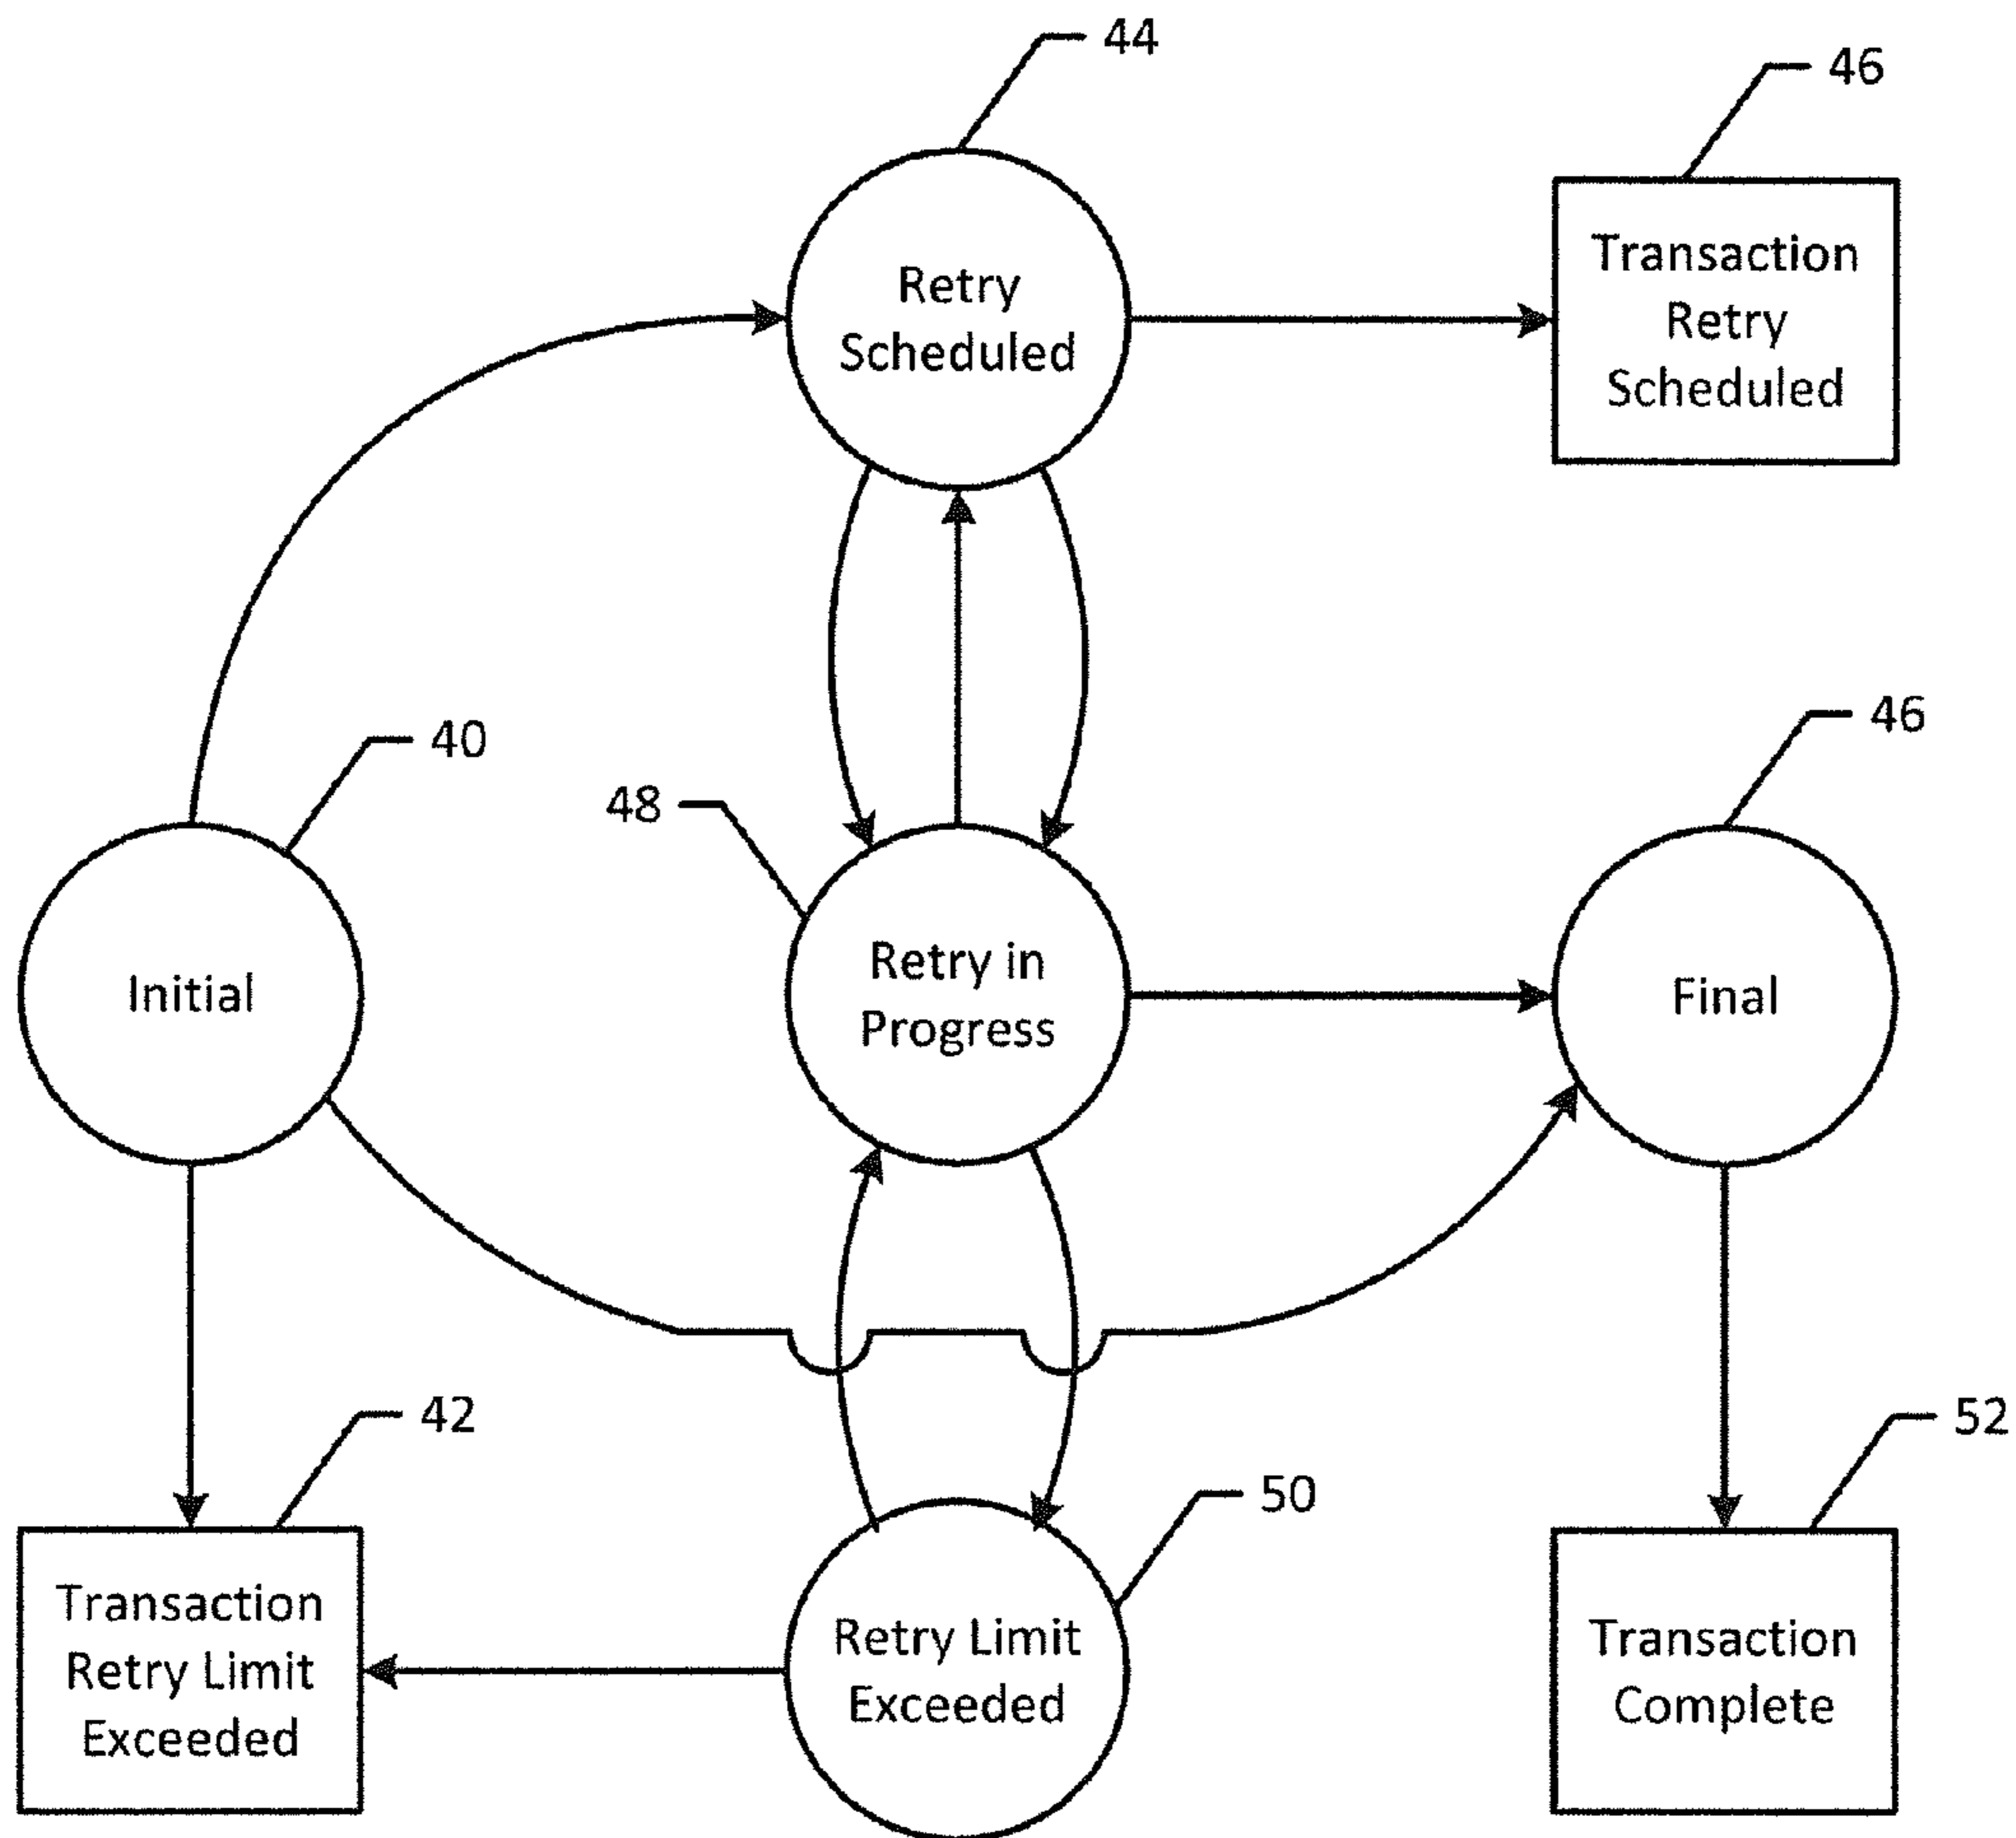 44
46
Retry
Scheduled
Transaction
Retry
Scheduled
40
48
46
Initial
Retry in
Progress
Final
42
50
52
Transaction
Retry Limit
Exceeded
Retry Limit
Exceeded
Transaction
Complete